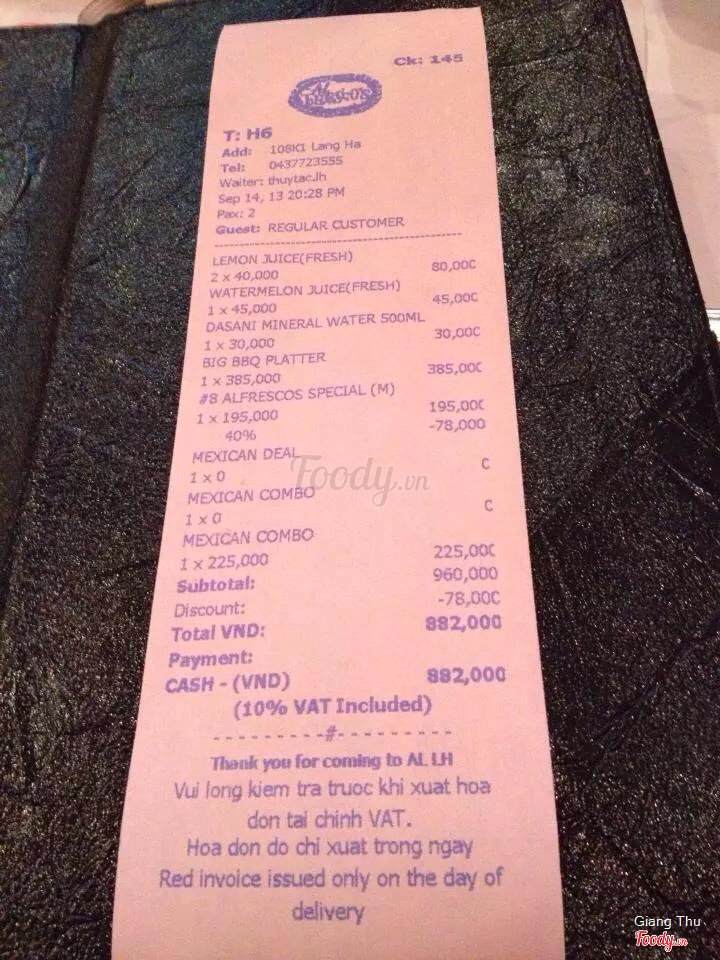 Ck: 145
Al FRESCO'S
T: H6
Add: 108KI Lang Ha
Tel: 0437723555
Waiter: thuytac.lh
Sep 14, 13 20:28 PM
Pax: 2
Guest: REGULAR CUSTOMER
LEMON JUICE(FRESH)
2 x 40,000 80,000
WATERMELON JUICE(FRESH)
1 x 45,000 45,000
DASANI MINERAL WATER 500ML
1 x 30,000 30,000
BIG BBQ PLATTER
1 x 385,000 385,000
#8 ALFRESCOS SPECIAL (M)
1 x 195,000 195,000
40% -78,000
MEXICAN DEAL
1 x 0 0
MEXICAN COMBO
1 x 0 0
MEXICAN COMBO
1 x 225,000 225,000
Subtotal: 960,000
Discount: -78,000
Total VND: 882,000
Payment:
CASH - (VND) 882,000
(10% VAT Included)
---------#---------
Thank you for coming to AL LH
Vui long kiem tra truoc khi xuat hoa
don tai chinh VAT.
Hoa don do chi xuat trong ngay
Red invoice issued only on the day of
delivery
Foody.vn
Giang Thu
Foody.vn